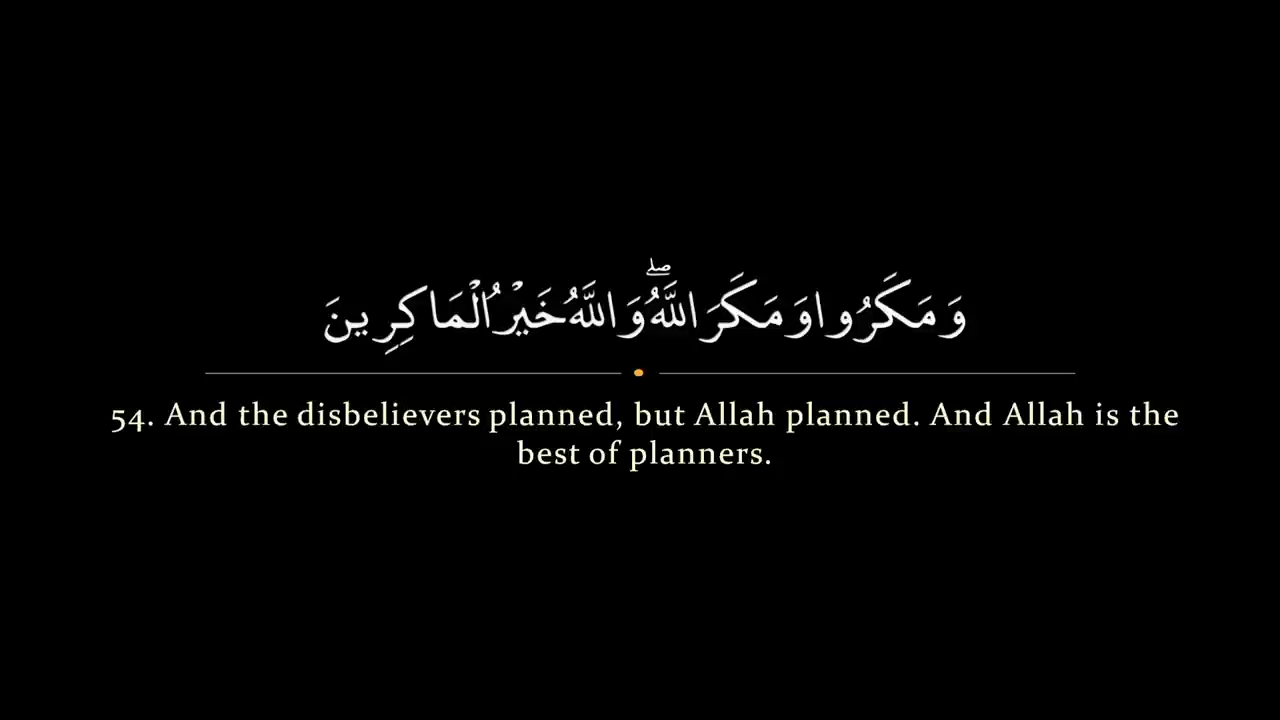 وَمَكَرُوا وَمَكَرَ اللَّهُ ۖ وَاللَّهُ خَيْرُ الْمَاكِرِينَ
54. And the disbelievers planned, but Allah planned. And Allah is the
best of planners.